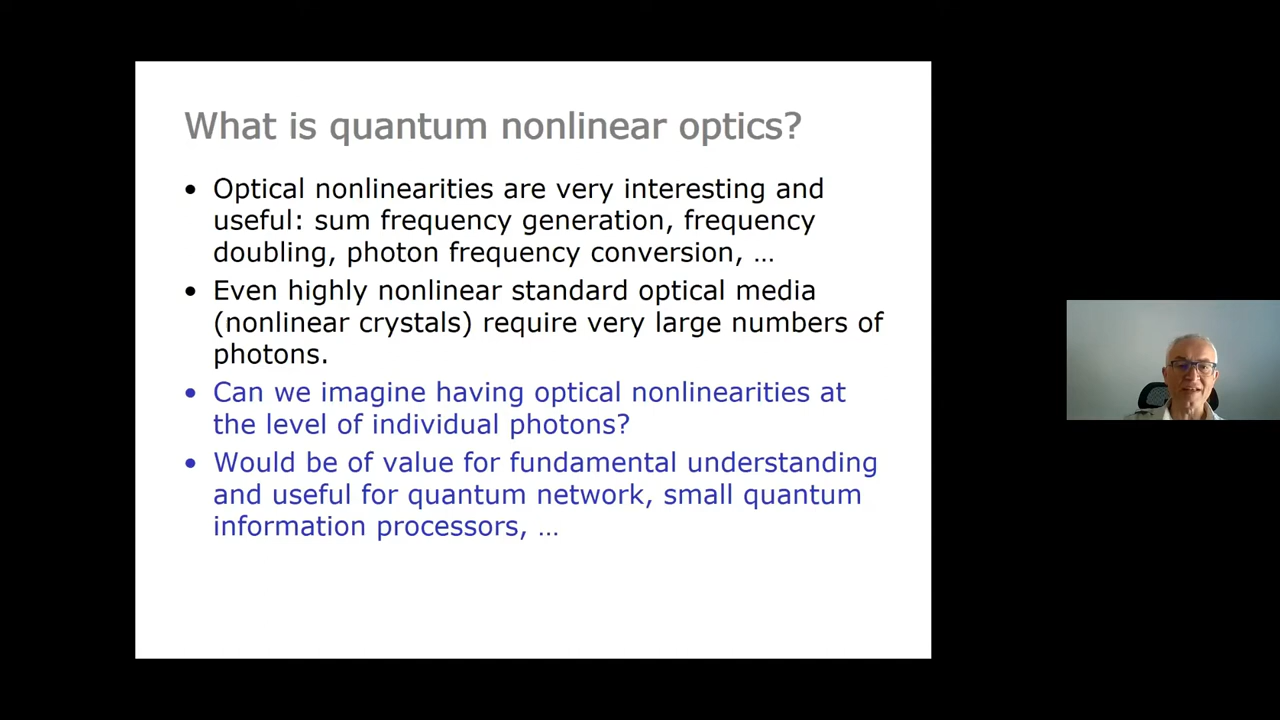 What is quantum nonlinear optics?
• Optical nonlinearities are very interesting and
useful: sum frequency generation, frequency
doubling, photon frequency conversion, …
• Even highly nonlinear standard optical media
(nonlinear crystals) require very large numbers of
photons.
• Can we imagine having optical nonlinearities at
the level of individual photons?
• Would be of value for fundamental understanding
and useful for quantum network, small quantum
information processors, …